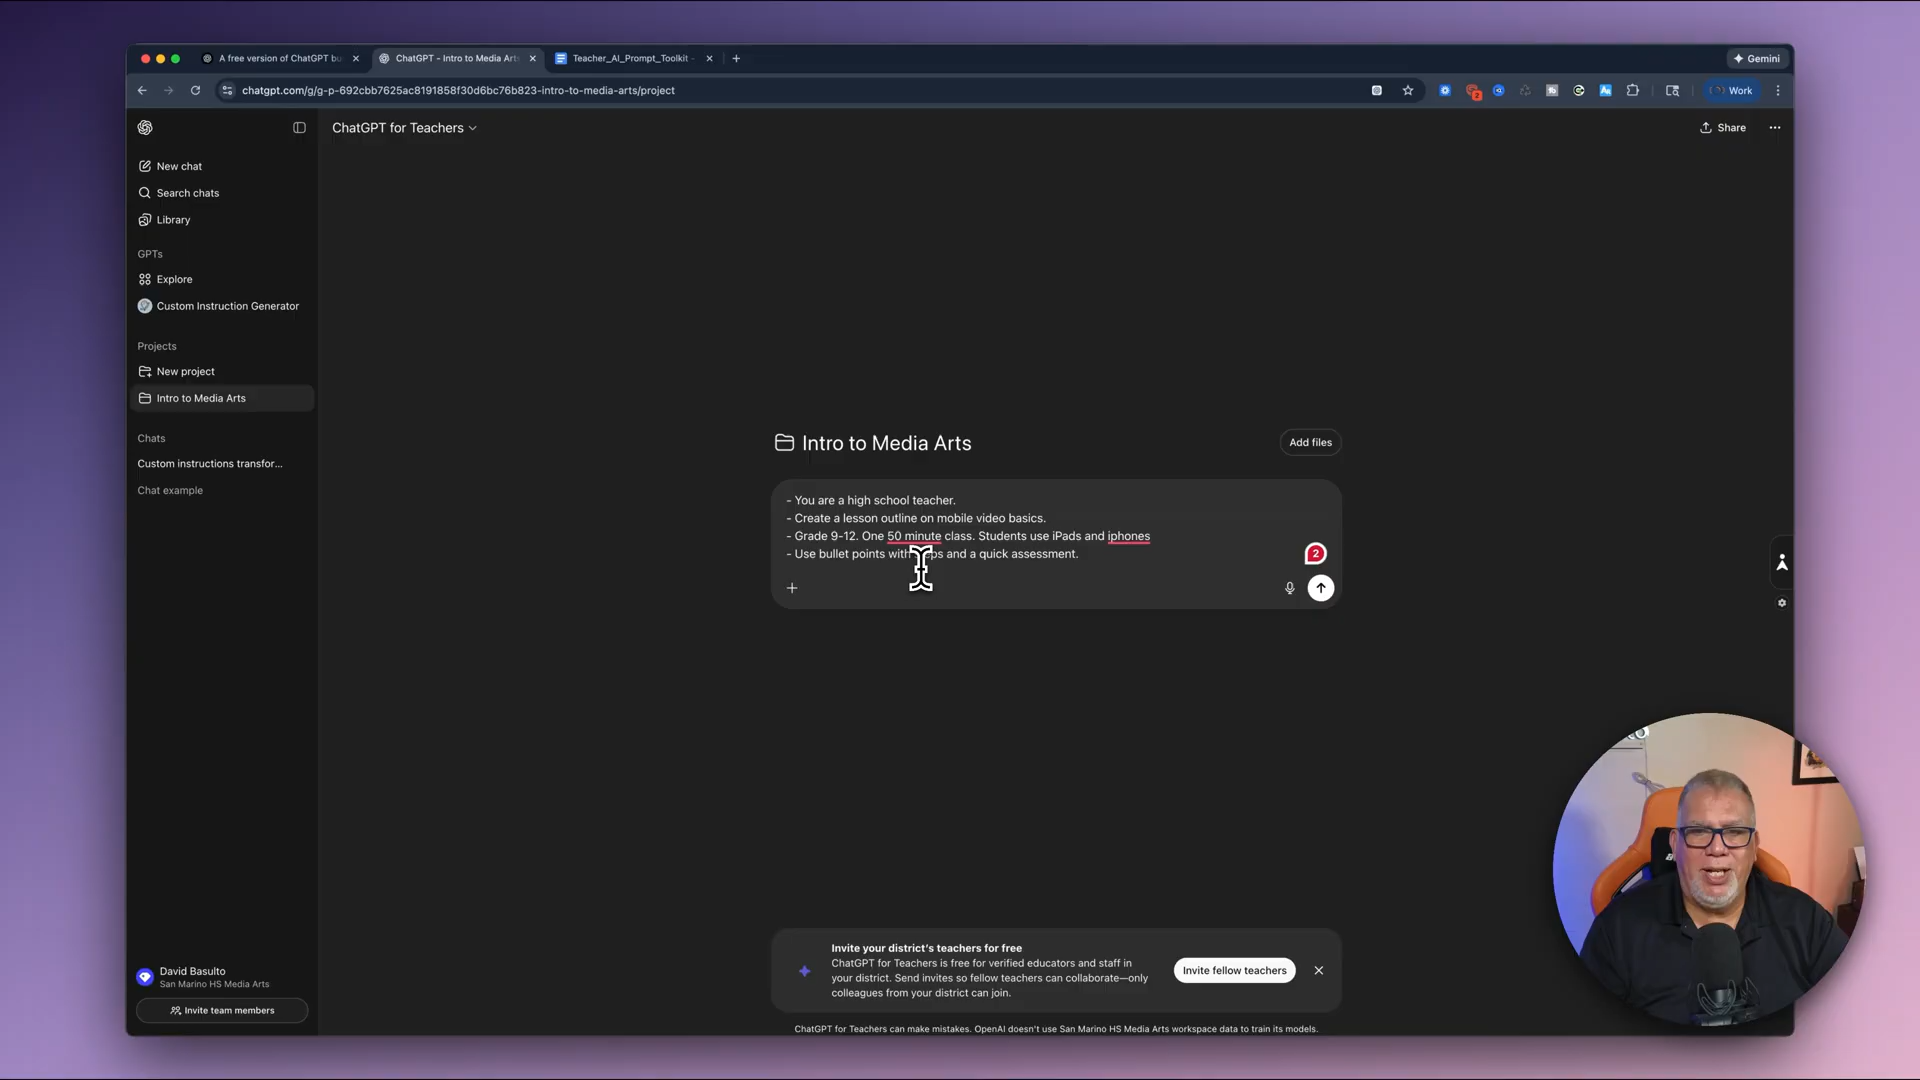 A free version of ChatGPT bu
ChatGPT - Intro to Media Arts
Teacher_AI_Prompt_Toolkit -
Gemini
chatgpt.com/g/g-p-692cbb7625ac8191858f30d6bc76b823-intro-to-media-arts/project
2
Work
ChatGPT for Teachers
Share
New chat
Search chats
Library
GPTs
Explore
Custom Instruction Generator
Projects
New project
Intro to Media Arts
Chats
Custom instructions transfor...
Chat example
Intro to Media Arts
Add files
- You are a high school teacher.
- Create a lesson outline on mobile video basics.
- Grade 9-12. One 50 minute class. Students use iPads and iphones
- Use bullet points with and a quick assessment.
2
Invite your district's teachers for free
ChatGPT for Teachers is free for verified educators and staff in
your district. Send invites so fellow teachers can collaborate—only
colleagues from your district can join.
Invite fellow teachers
David Basulto
San Marino HS Media Arts
Invite team members
ChatGPT for Teachers can make mistakes. OpenAI doesn't use San Marino HS Media Arts workspace data to train its models.